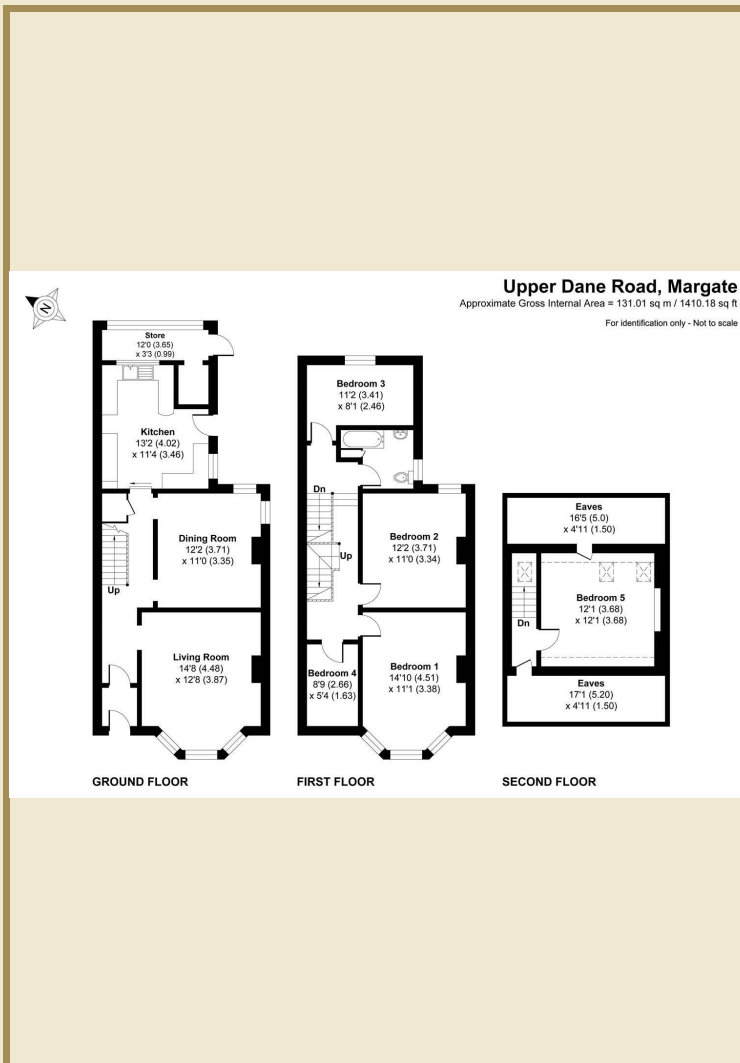 Upper Dane Road, Margate
Approximate Gross Internal Area = 131.01 sq m / 1410.18 sq ft
For identification only - Not to scale
N
Store
12'0 (3.65)
x 3'3 (0.99)
Kitchen
13'2 (4.02)
x 11'4 (3.46)
Dining Room
12'2 (3.71)
x 11'0 (3.35)
Up
Living Room
14'8 (4.48)
x 12'8 (3.87)
GROUND FLOOR
Bedroom 3
11'2 (3.41)
x 8'1 (2.46)
Dn
Bedroom 2
12'2 (3.71)
x 11'0 (3.34)
Up
Bedroom 4
8'9 (2.66)
x 5'4 (1.63)
Bedroom 1
14'10 (4.51)
x 11'1 (3.38)
FIRST FLOOR
Eaves
16'5 (5.0)
x 4'11 (1.50)
Bedroom 5
12'1 (3.68)
x 12'1 (3.68)
Dn
Eaves
17'1 (5.20)
x 4'11 (1.50)
SECOND FLOOR